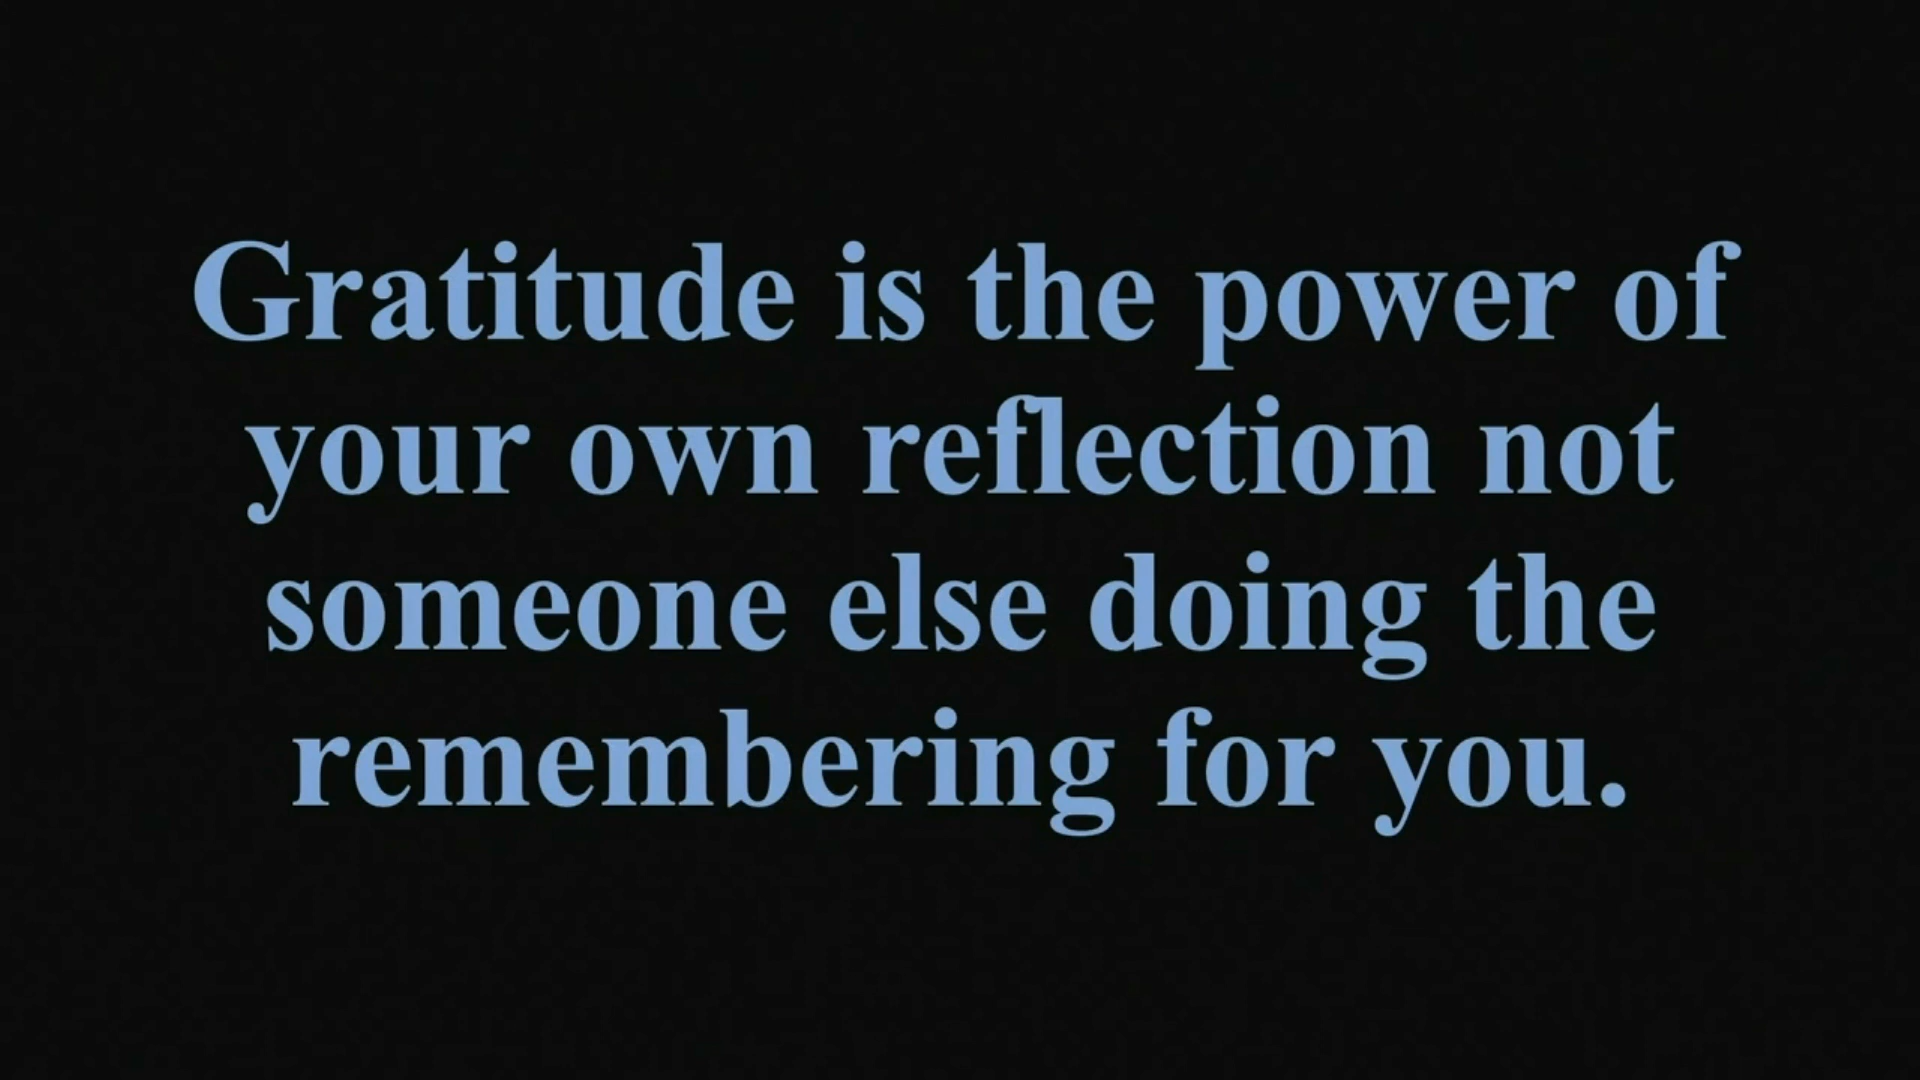 Gratitude is the power of
your own reflection not
someone else doing the
remembering for you.